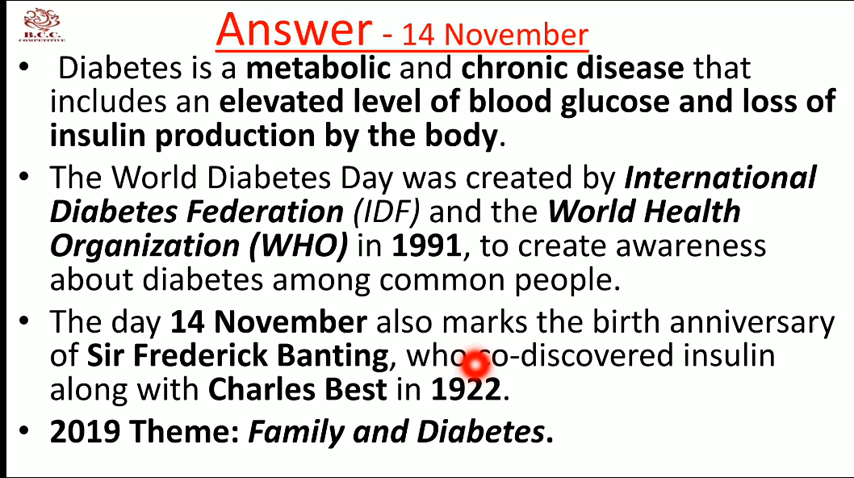 B.C.C.
COMPETITIVE
Answer - 14 November
• Diabetes is a metabolic and chronic disease that
includes an elevated level of blood glucose and loss of
insulin production by the body.
• The World Diabetes Day was created by International
Diabetes Federation (IDF) and the World Health
Organization (WHO) in 1991, to create awareness
about diabetes among common people.
• The day 14 November also marks the birth anniversary
of Sir Frederick Banting, who co-discovered insulin
along with Charles Best in 1922.
• 2019 Theme: Family and Diabetes.